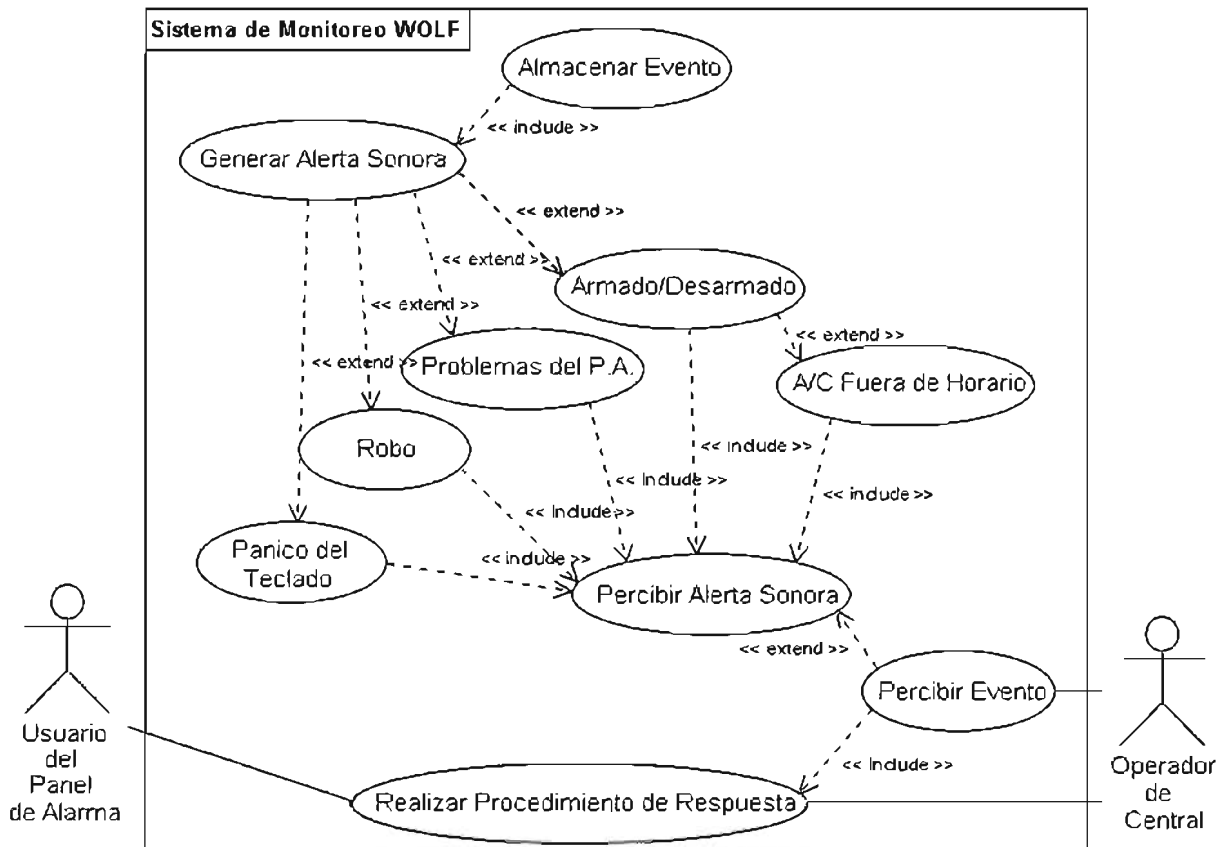 Sistema de Monitoreo WOLF
Almacenar Evento
<< include >>
Generar Alerta Sonora
<< extend >>
<< extend >>
Armado/Desarmado
<< extend >>
<< extend >>
<< extend >>
Problemas del P.A.
A/C Fuera de Horario
Robo
<< include >>
<< Include >>
<< include >>
<< Include >>
Panico del
Teclado
<< include >>
Percibir Alerta Sonora
<< extend >>
Percibir Evento
Usuario
del
Panel
de Alarma
<< Include >>
Operador
de
Central
Realizar Procedimiento de Respuesta